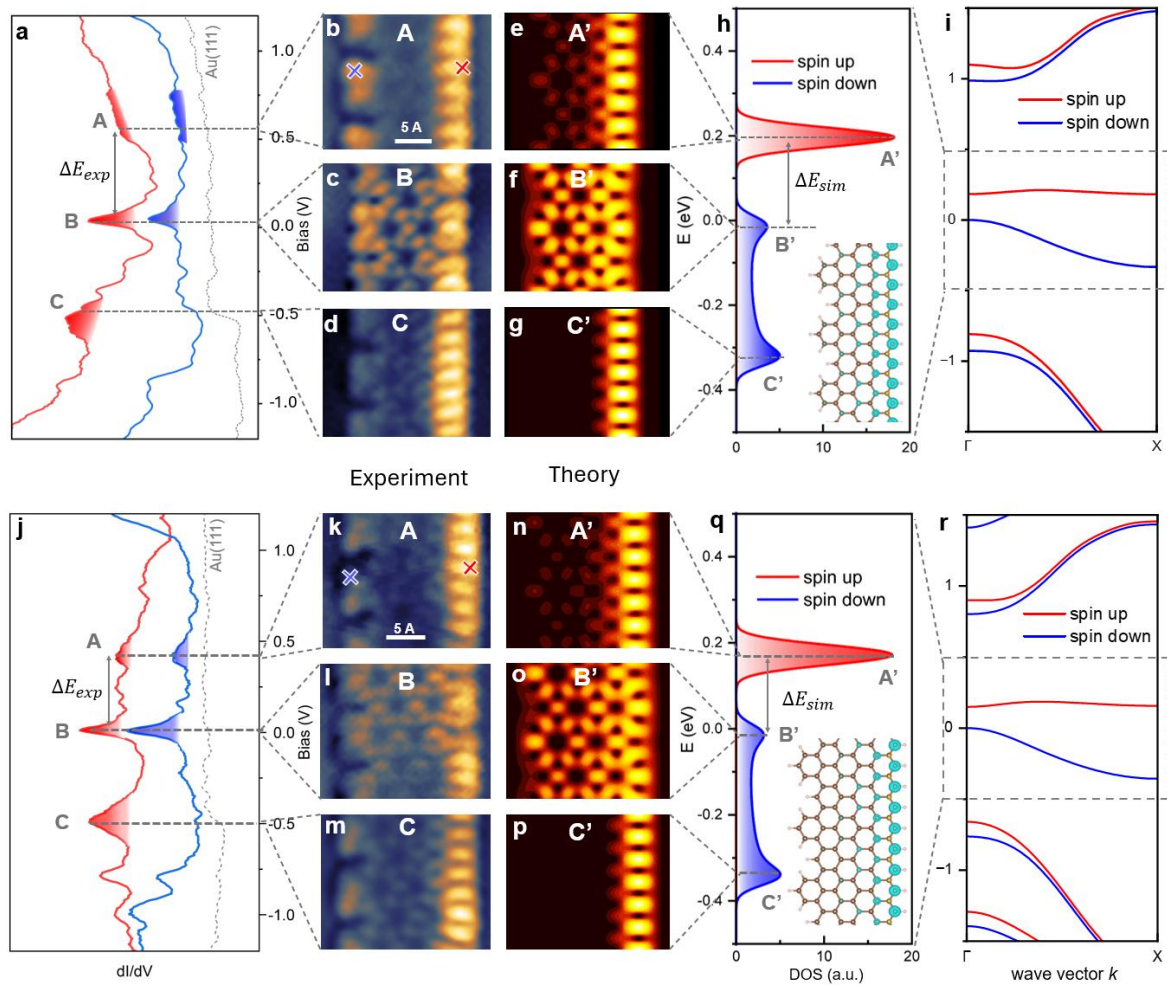 a
Au(111)
1.0
A
0.5
ΔE_exp
B
0.0
Bias (V)
C
-0.5
-1.0
b
A
5 A
c
B
d
C
e
A'
f
B'
g
C'
h
0.4
spin up
spin down
0.2
A'
ΔE_sim
E (eV)
0.0
B'
-0.2
C'
-0.4
0
10
20
i
1
spin up
spin down
0
−1
Γ
X
Experiment
Theory
j
Au(111)
1.0
A
0.5
ΔE_exp
B
0.0
Bias (V)
C
-0.5
-1.0
dI/dV
k
A
5 A
l
B
m
C
n
A'
o
B'
p
C'
q
0.4
spin up
spin down
0.2
A'
ΔE_sim
E (eV)
0.0
B'
-0.2
C'
-0.4
0
10
20
DOS (a.u.)
r
1
spin up
spin down
0
−1
Γ
X
wave vector k